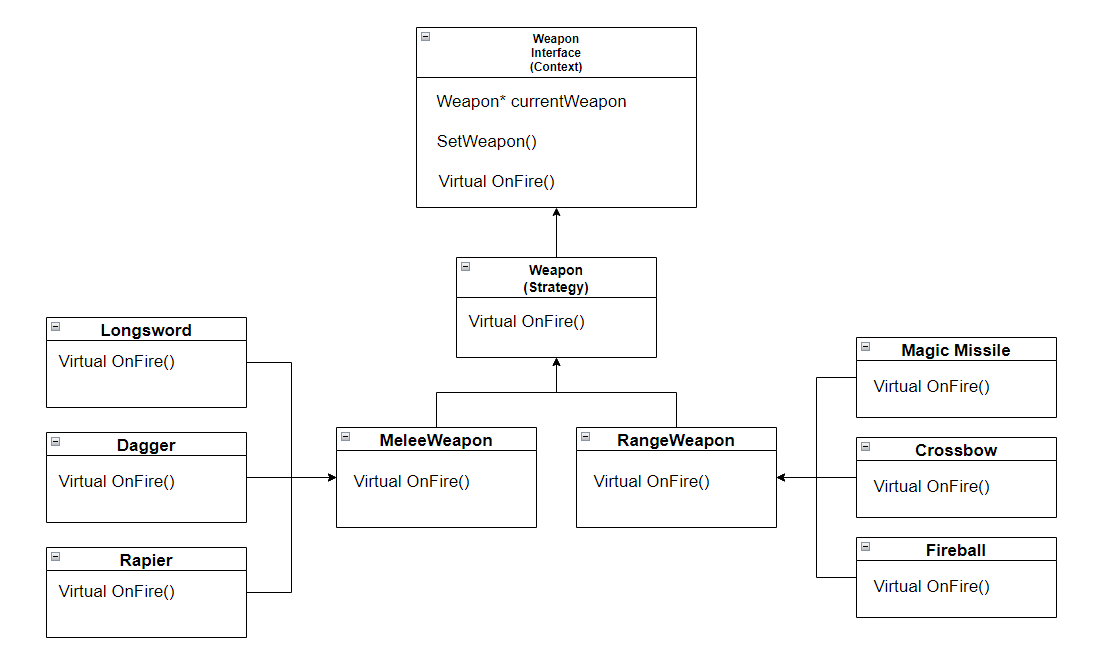 Weapon
Interface
(Context)
Weapon* currentWeapon
SetWeapon()
Virtual OnFire()
Weapon
(Strategy)
Virtual OnFire()
Longsword
Virtual OnFire()
Dagger
Virtual OnFire()
Rapier
Virtual OnFire()
MeleeWeapon
Virtual OnFire()
RangeWeapon
Virtual OnFire()
Magic Missile
Virtual OnFire()
Crossbow
Virtual OnFire()
Fireball
Virtual OnFire()